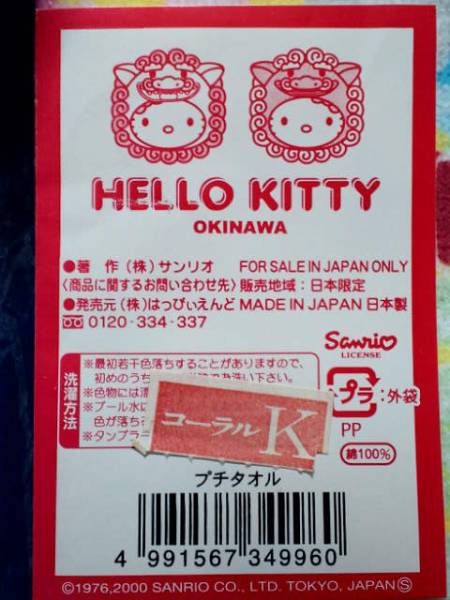 HELLO KITTY
OKINAWA
●著 作 (株) サンリオ FOR SALE IN JAPAN ONLY
〈商品に関するお問い合わせ先〉 販売地域：日本限定
●発売元 (株) はっぴぃえんど MADE IN JAPAN 日本製
0120-334-337
Sanrio
LICENSE
洗濯方法
※最初若干色落ちすることがありますので、
初めのうち
洗い下さい。
※色物には
※プール水
色が落ち
※タンブラー
プラ：外袋
PP
綿100%
コーラル K
プチタオル
4 991567 349960
©1976,2000 SANRIO CO., LTD. TOKYO, JAPAN Ⓢ